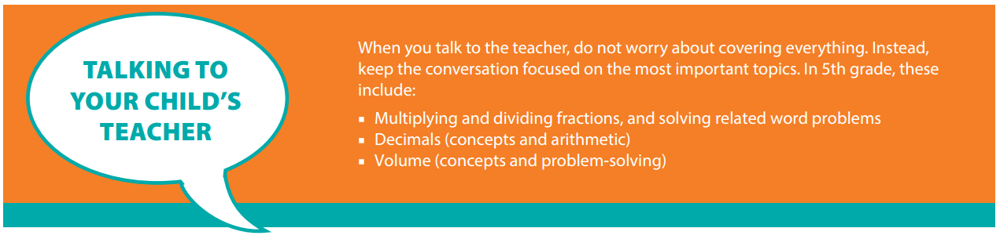 TALKING TO
YOUR CHILD’S
TEACHER
When you talk to the teacher, do not worry about covering everything. Instead,
keep the conversation focused on the most important topics. In 5th grade, these
include:
▪ Multiplying and dividing fractions, and solving related word problems
▪ Decimals (concepts and arithmetic)
▪ Volume (concepts and problem-solving)